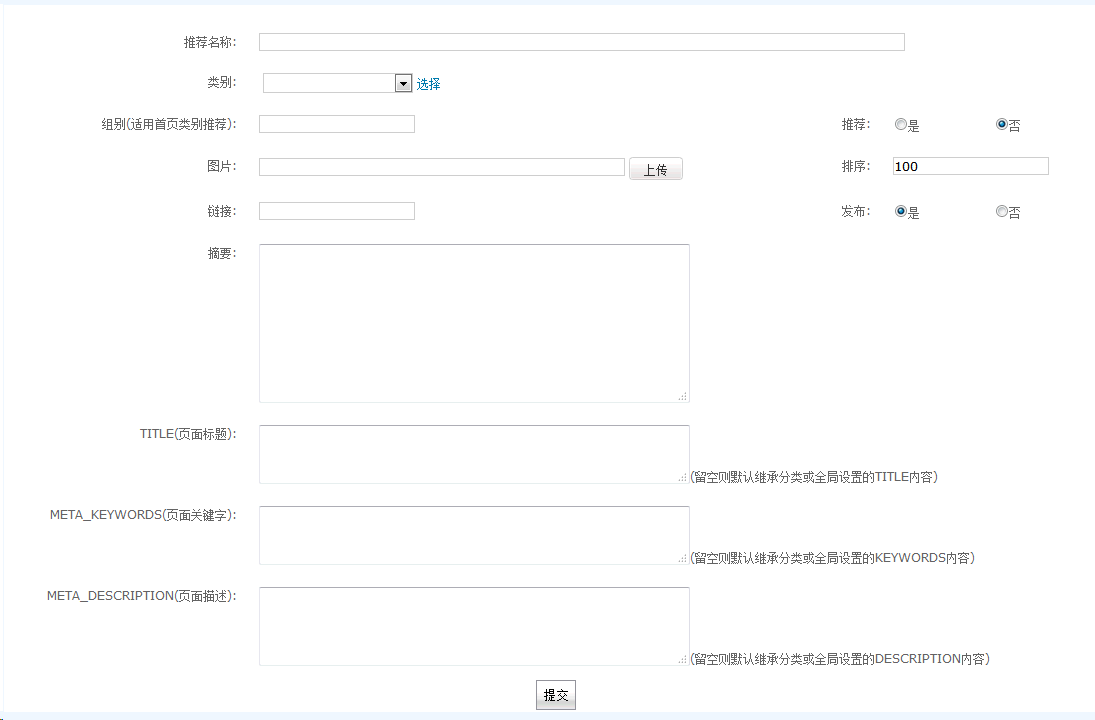 推荐名称:
类别: 选择
组别(适用首页类别推荐): 推荐: 是 否
图片: 上传 排序: 100
链接: 发布: 是 否
摘要:
TITLE(页面标题):
(留空则默认继承分类或全局设置的TITLE内容)
META_KEYWORDS(页面关键字):
(留空则默认继承分类或全局设置的KEYWORDS内容)
META_DESCRIPTION(页面描述):
(留空则默认继承分类或全局设置的DESCRIPTION内容)
提交